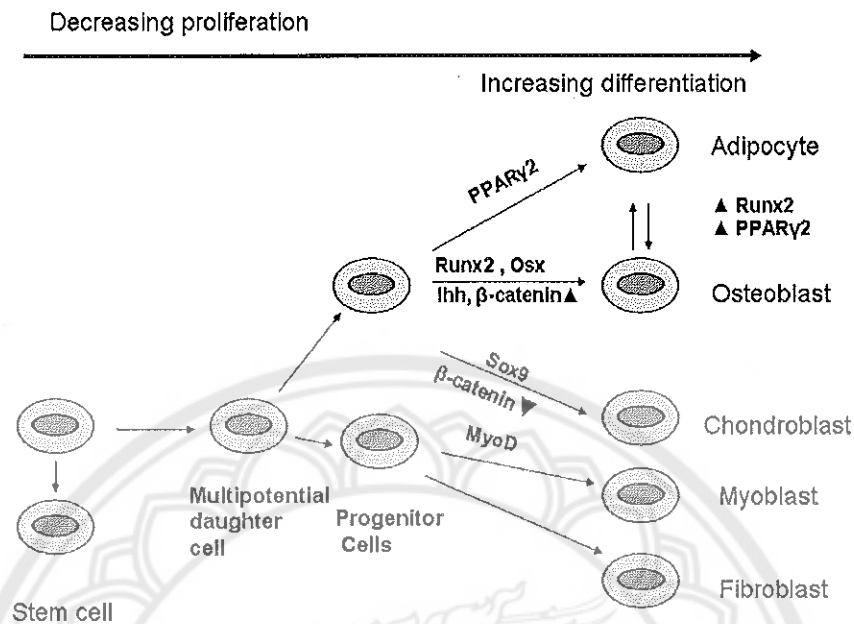 Decreasing proliferation
Increasing differentiation
Adipocyte
PPARγ2
▲ Runx2
▲ PPARγ2
Runx2 , Osx
Ihh, β-catenin▲
Osteoblast
Sox9
β-catenin▼
Chondroblast
MyoD
Multipotential
daughter
cell
Progenitor
Cells
Myoblast
Fibroblast
Stem cell